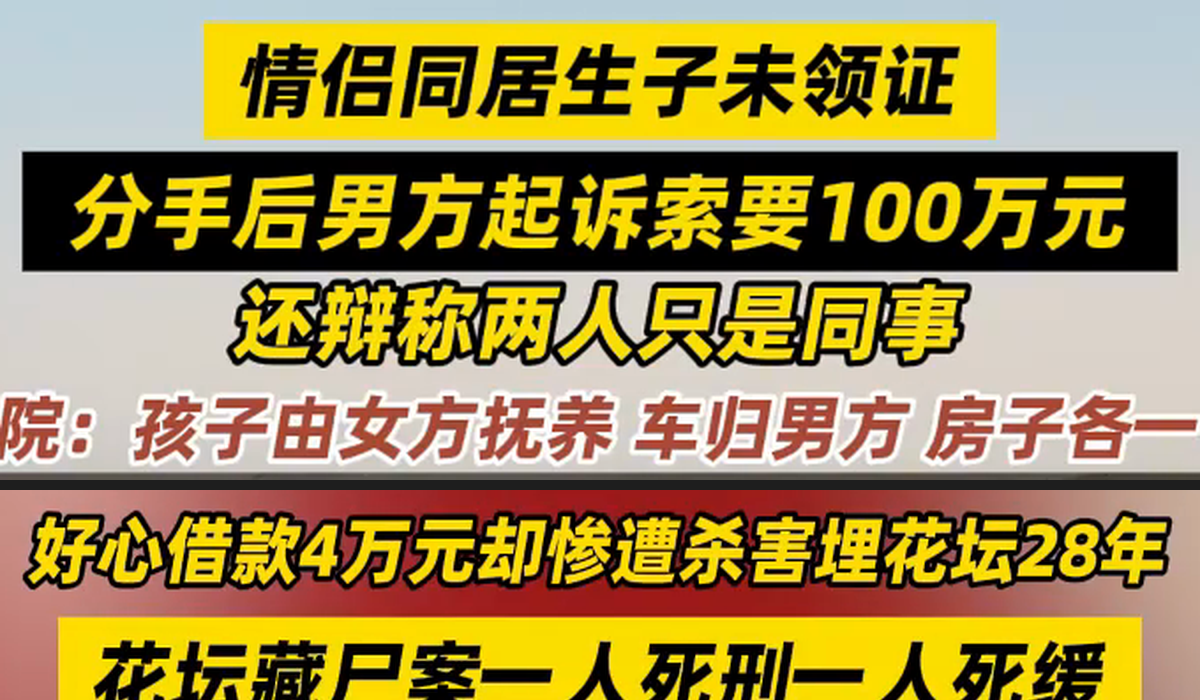 情侣同居生子未领证
分手后男方起诉索要100万元
还辩称两人只是同事
院：孩子由女方抚养 车归男方 房子各一
好心借款4万元却惨遭杀害埋花坛28年
花坛藏尸案一人死刑一人死缓